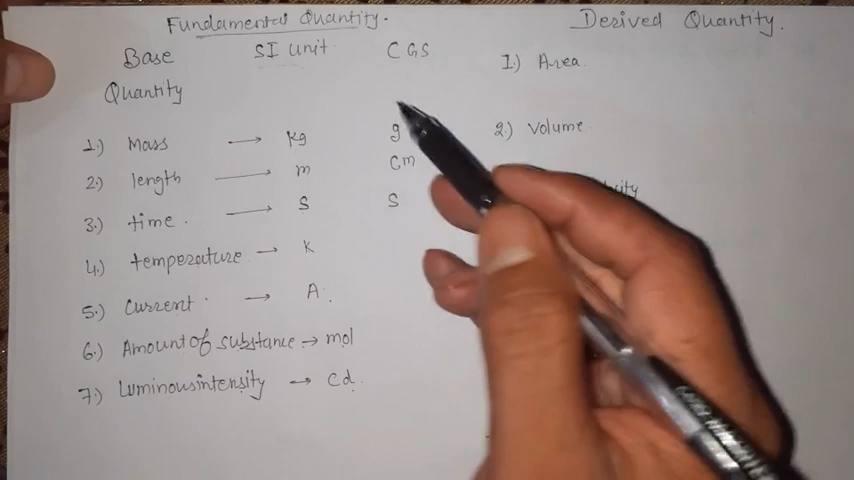 Fundamental Quantity.
Base Quantity
SI Unit
CGS
1.) Mass → kg g
2.) length → m cm
3.) time. → s s
4.) temperature → K
5.) Current. → A.
6.) Amount of substance → mol
7.) Luminousintensity → cd.
Derived Quantity.
1.) Area.
2.) Volume.